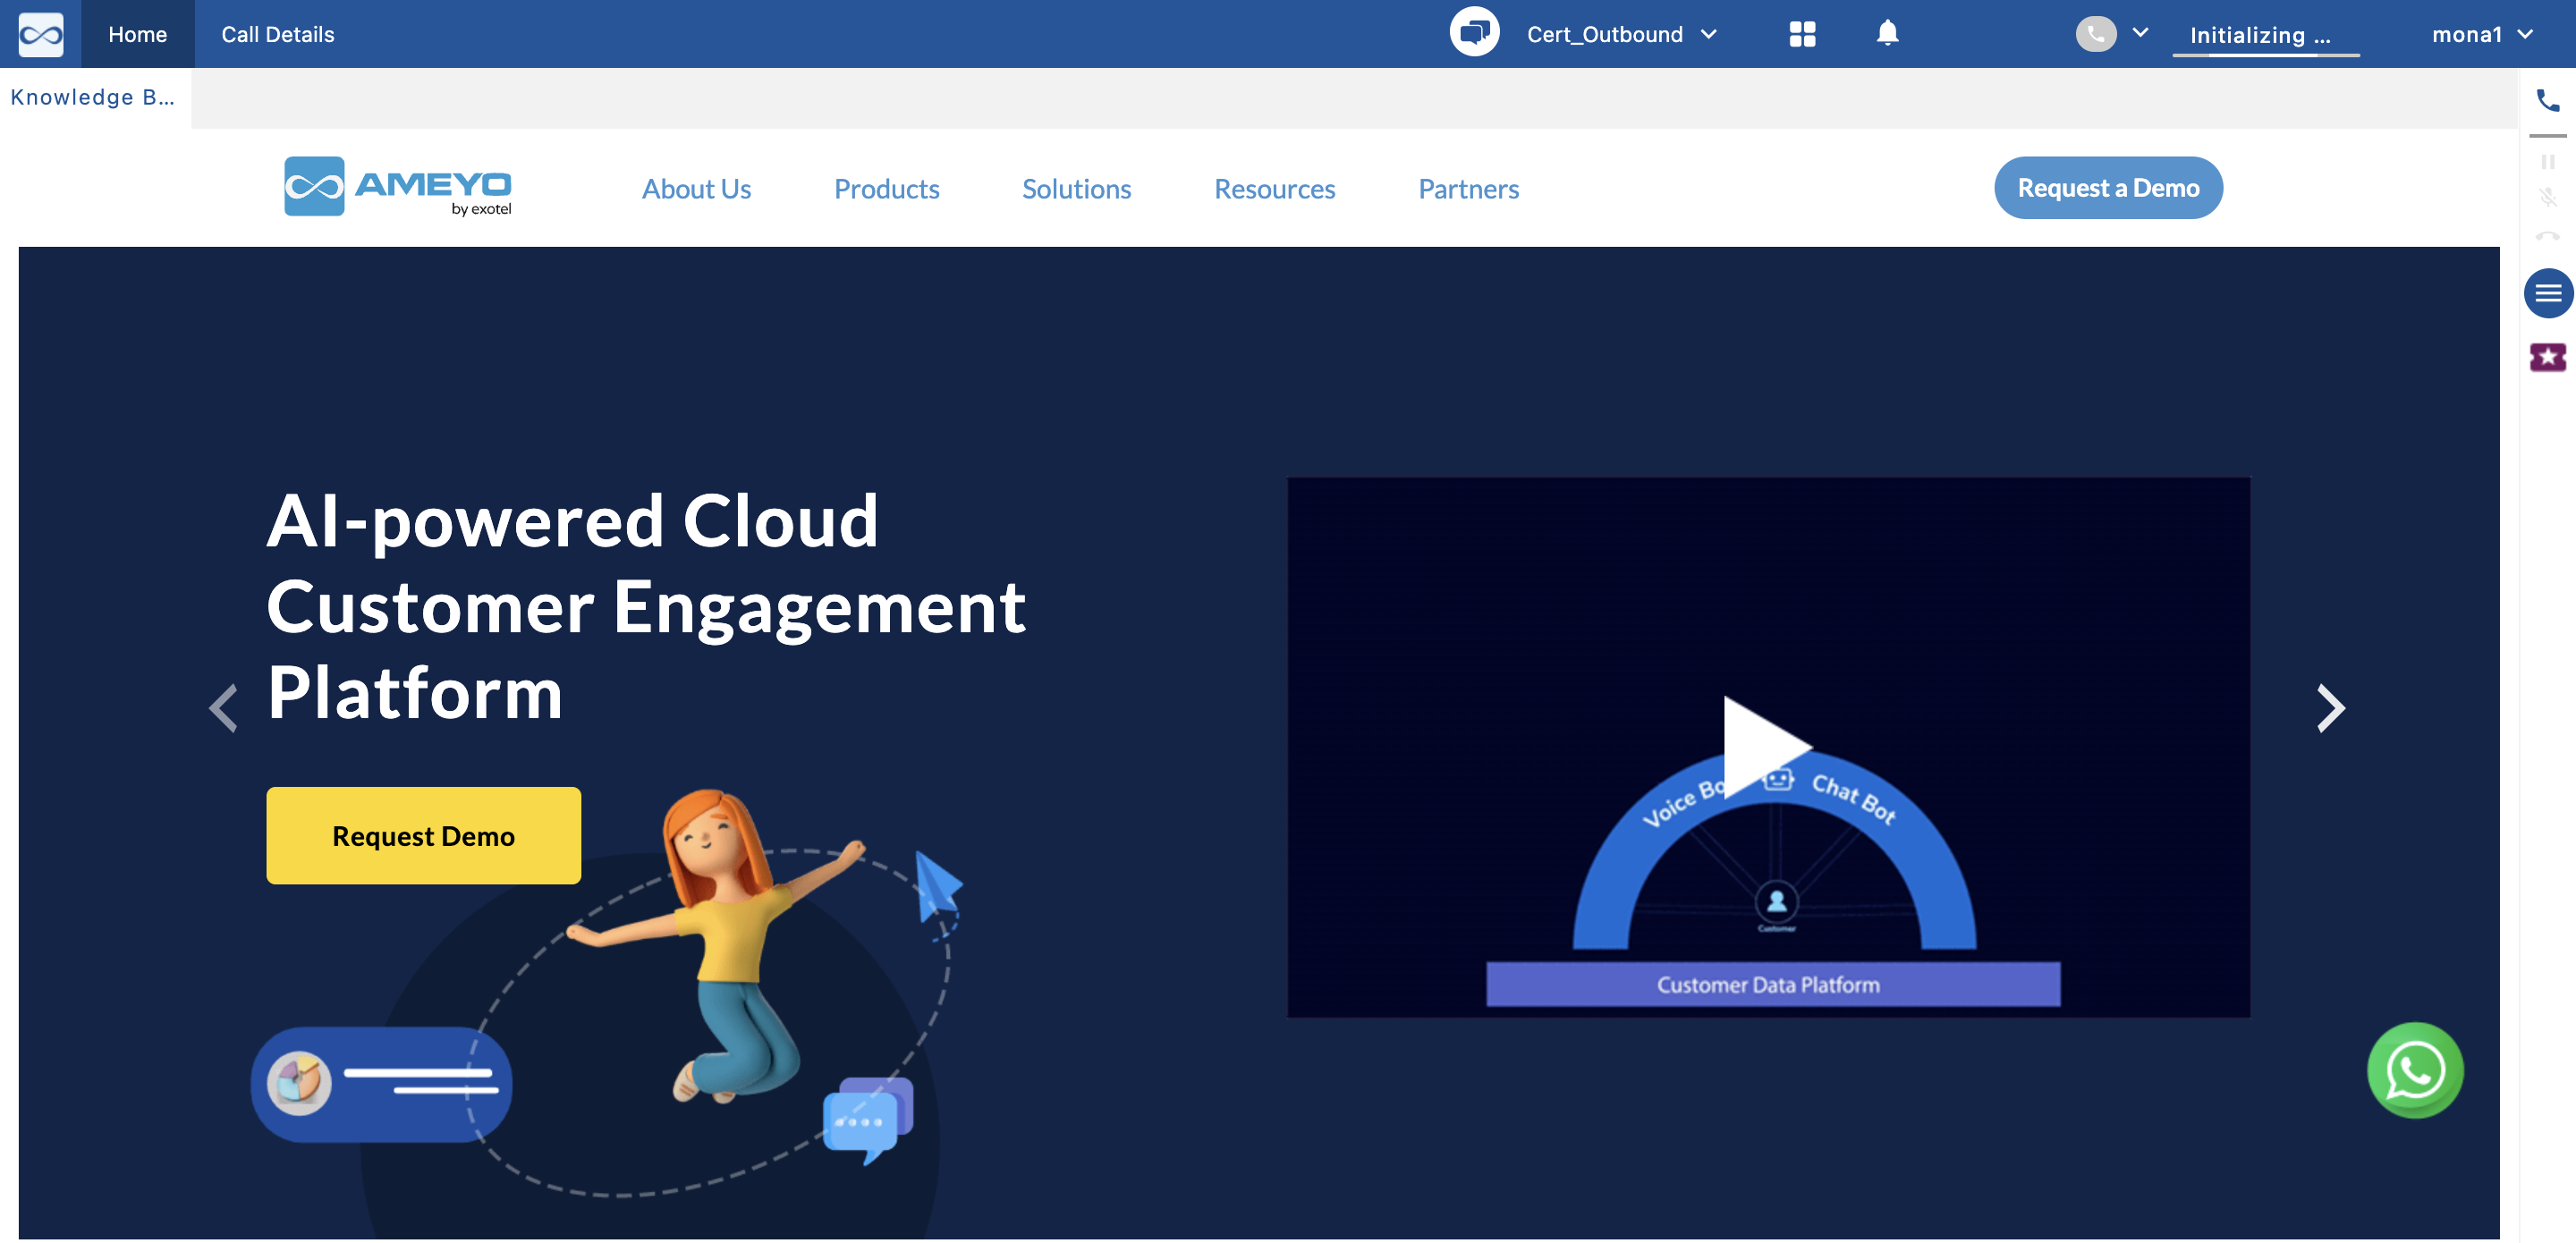 Home
Call Details
Cert_Outbound
Initializing ...
mona1
Knowledge B...
AMEYO
by exotel
About Us
Products
Solutions
Resources
Partners
Request a Demo
AI-powered Cloud
Customer Engagement
Platform
Request Demo
Voice Bo
Chat Bot
Customer
Customer Data Platform